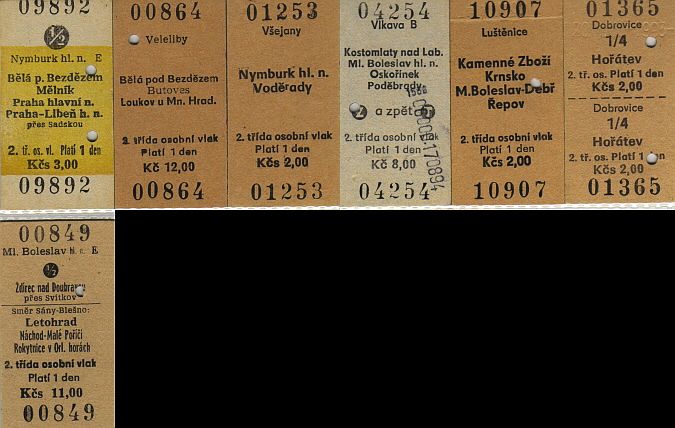 09892
1/2
Nymburk hl. n. E
Bělá p. Bezdězem
Mělník
Praha hlavní n.
Praha-Libeň h. n.
přes Sadskou
2. tř. os. vl. Platí 1 den
Kčs 3,00
09892
00864
Veleliby
Bělá pod Bezdězem
Butoves
Loukov u Mn. Hrad.
2. třída osobní vlak
Platí 1 den
Kč 12,00
00864
01253
Všejany
Nymburk hl. n.
Voděrady
2. třída osobní vlak
Platí 1 den
Kčs 2,00
01253
04254
Vlkava B
Kostomlaty nad Lab.
Ml. Boleslav hl. n.
Oskořínek
Poděbrady
2 a zpět
2. třída osobní
Platí 1 den
Kč 8,00
04254
10907
Luštěnice
Kamenné Zboží
Krnsko
M.Boleslav-Debř
Řepov
2. třída osobní vlak
Platí 1 den
Kčs 2,00
10907
01365
Dobrovice
1/4
Hořátev
2. tř. os. Platí 1 den
Kčs 2,00
Dobrovice
1/4
Hořátev
2. tř. os. Platí 1 den
Kčs 2,00
01365
00849
Ml. Boleslav hl. n. E
1/2
Ždírec nad Doubravou
přes Svítkov
Směr Sány-Blešno:
Letohrad
Náchod-Malé Poříčí
Rokytnice v Orl. horách
2. třída osobní vlak
Platí 1 den
Kčs 11,00
00849